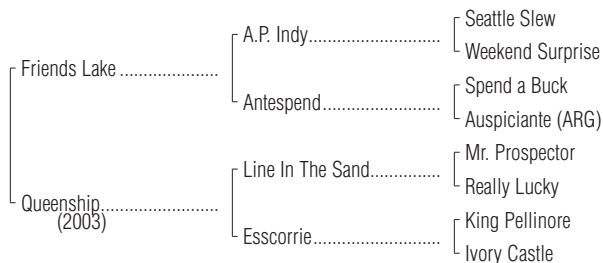 Seattle Slew
A.P. Indy
Weekend Surprise
Friends Lake
Spend a Buck
Antespend
Auspiciante (ARG)
Mr. Prospector
Line In The Sand
Really Lucky
Queenship
(2003)
King Pellinore
Esscorrie
Ivory Castle